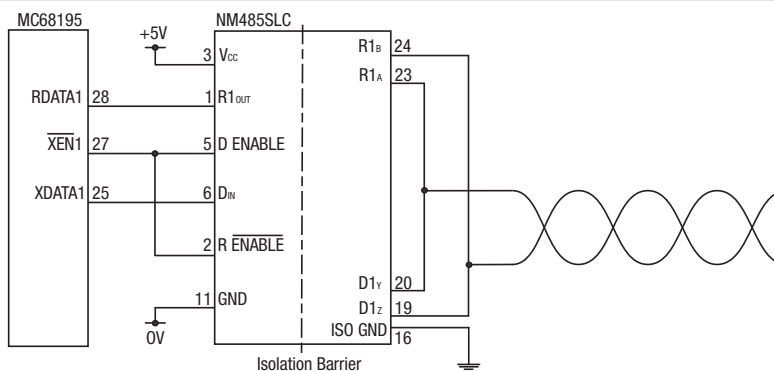 MC68195
NM485SLC
+5V
3 Vcc
R1B 24
R1A 23
RDATA1 28
1 R1OUT
XEN1 27
5 D ENABLE
XDATA1 25
6 DIN
2 R ENABLE
D1Y 20
11 GND
D1Z 19
ISO GND
16
0V
Isolation Barrier